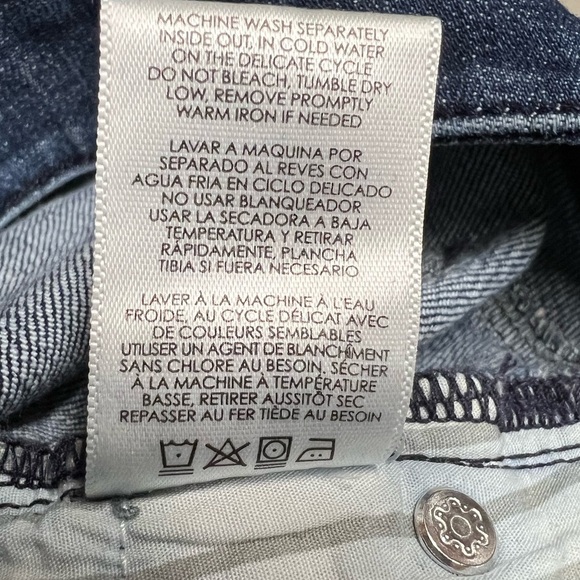 MACHINE WASH SEPARATELY
INSIDE OUT, IN COLD WATER
ON THE DELICATE CYCLE
DO NOT BLEACH, TUMBLE DRY
LOW, REMOVE PROMPTLY
WARM IRON IF NEEDED
LAVAR A MAQUINA POR
SEPARADO AL REVES CON
AGUA FRIA EN CICLO DELICADO
NO USAR BLANQUEADOR
USAR LA SECADORA A BAJA
TEMPERATURA Y RETIRAR
RÁPIDAMENTE, PLANCHA
TIBIA SI FUERA NECESARIO
LAVER À LA MACHINE À L'EAU
FROIDE, AU CYCLE DÉLICAT AVEC
DE COULEURS SEMBLABLES
UTILISER UN AGENT DE BLANCHIMENT
SANS CHLORE AU BESOIN, SÉCHER
À LA MACHINE À TEMPÉRATURE
BASSE, RETIRER AUSSITÔT SEC
REPASSER AU FER TIÈDE AU BESOIN